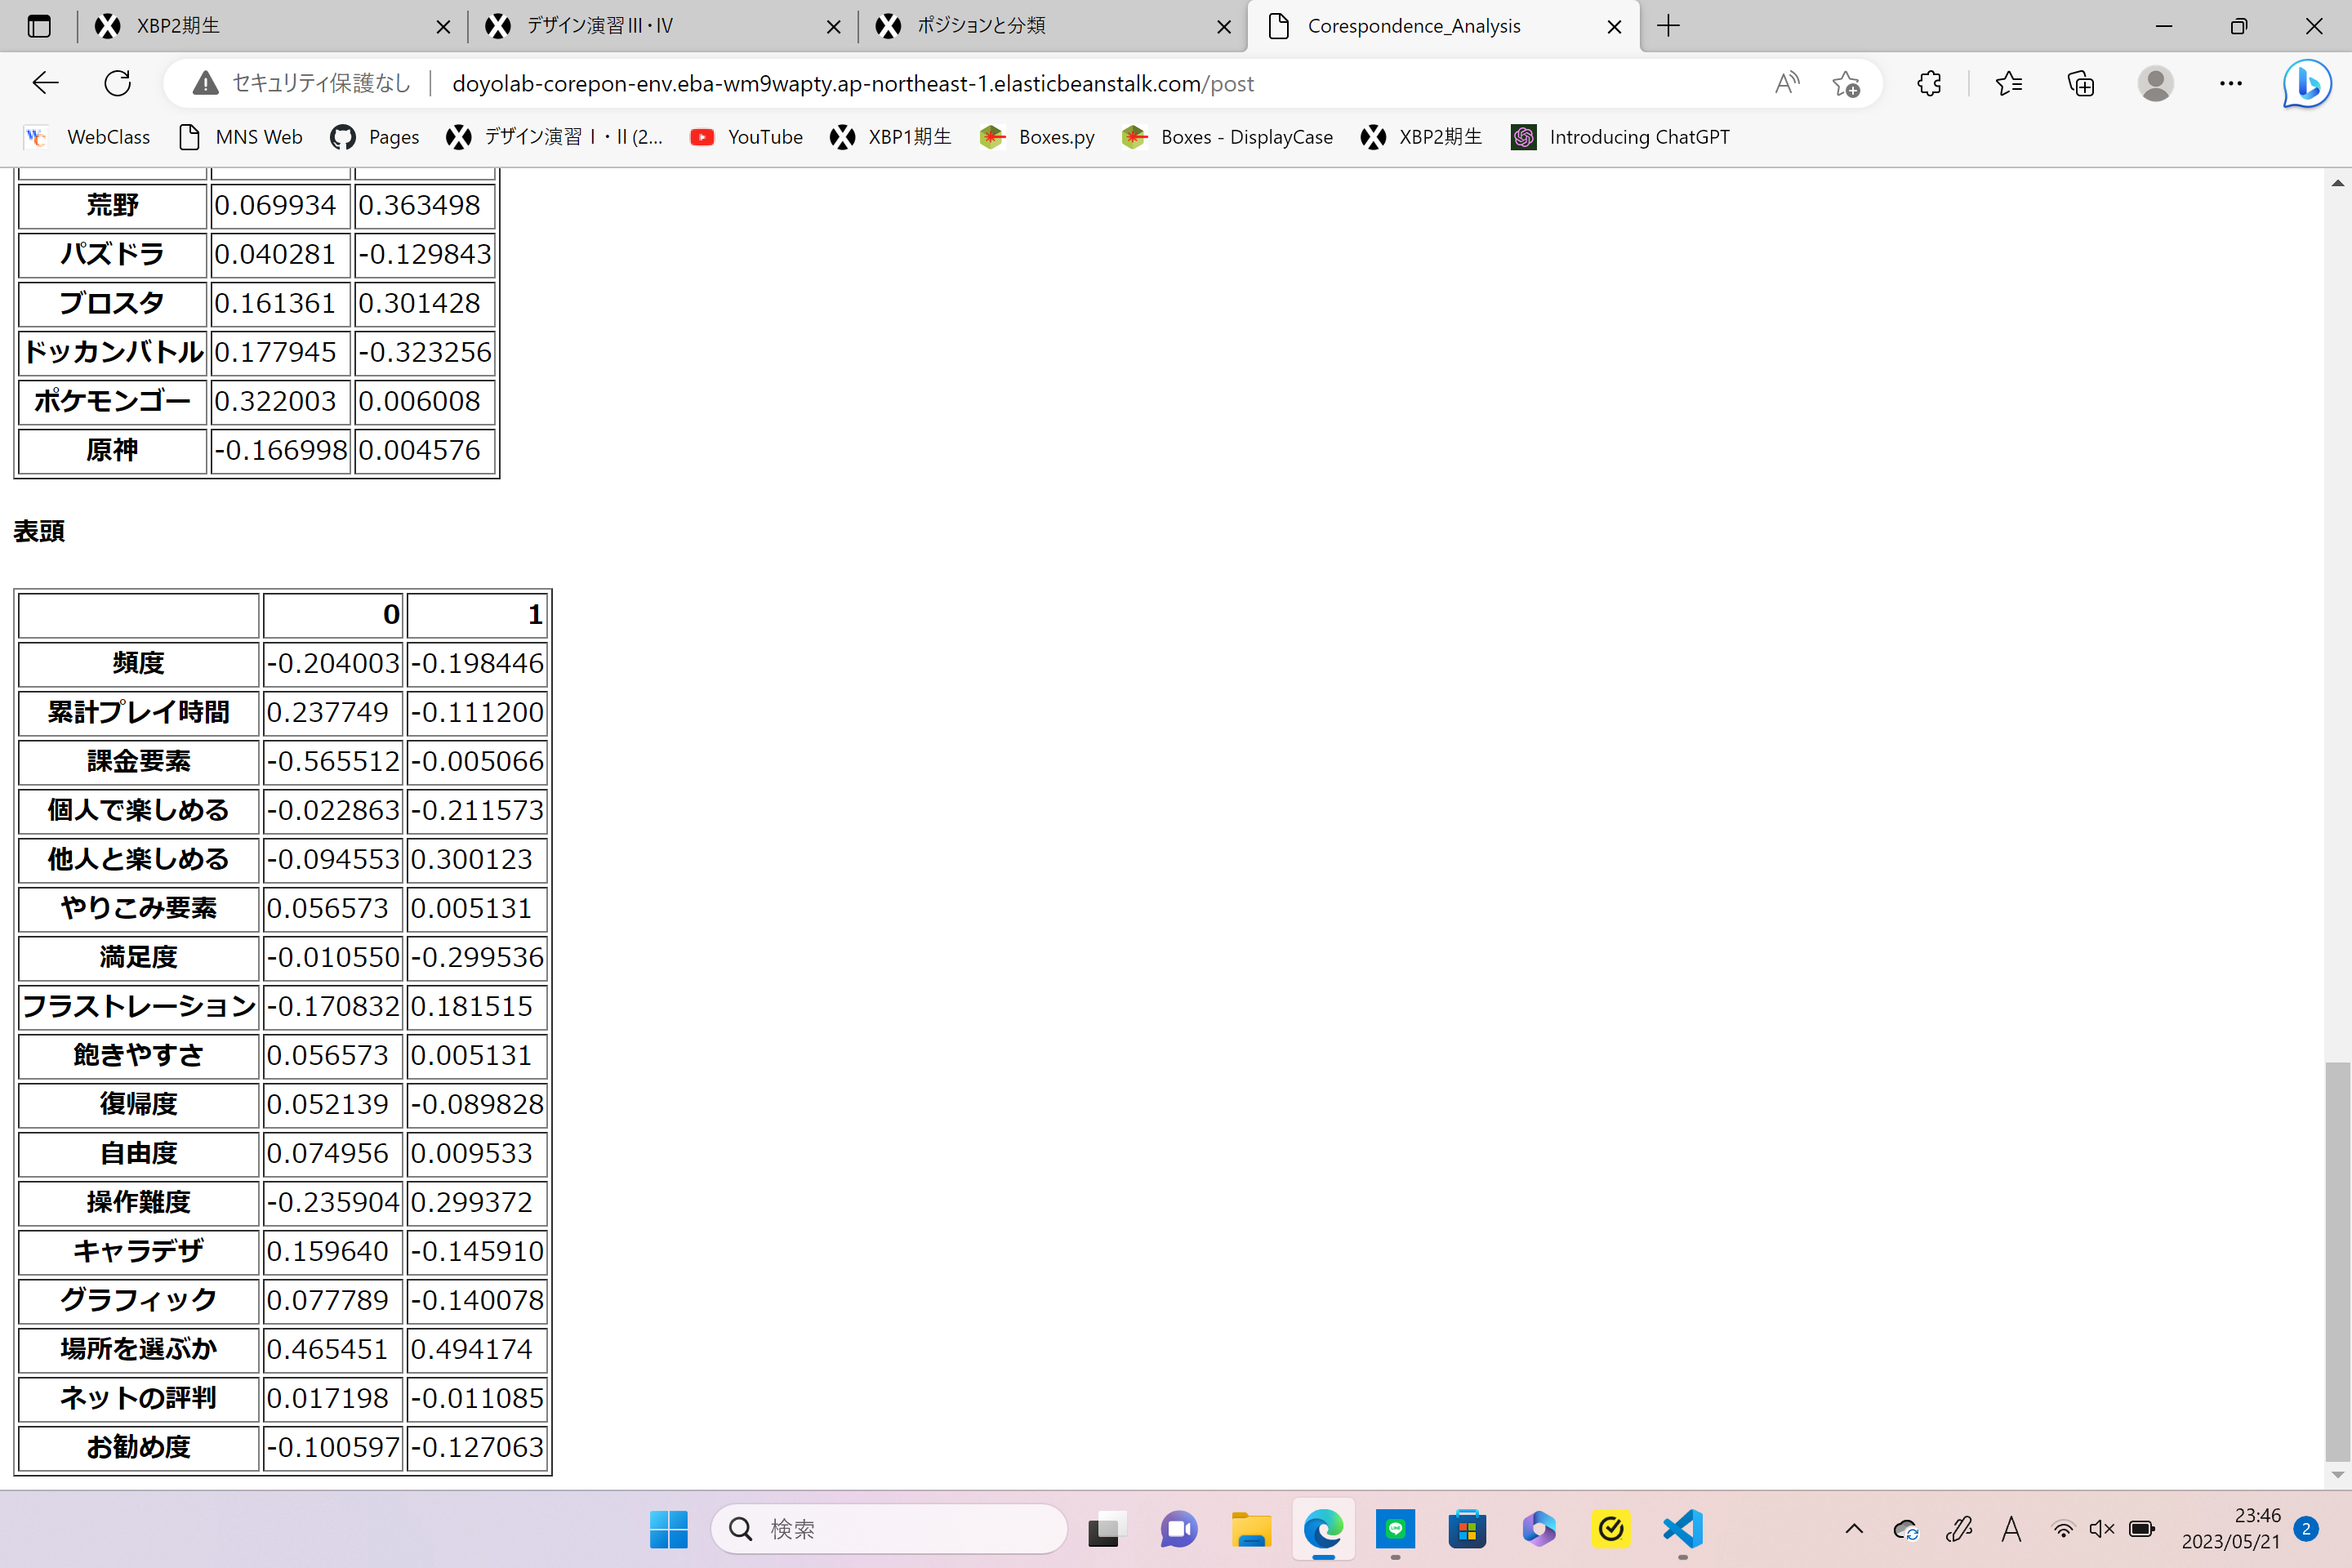 XBP2期生
デザイン演習Ⅲ・Ⅳ
ポジションと分類
Corespondence_Analysis
セキュリティ保護なし
doyolab-corepon-env.eba-wm9wapty.ap-northeast-1.elasticbeanstalk.com/post
WebClass MNS Web Pages デザイン演習Ⅰ・Ⅱ(2... YouTube XBP1期生 Boxes.py Boxes - DisplayCase XBP2期生 Introducing ChatGPT
荒野 0.069934 0.363498
パズドラ 0.040281 -0.129843
ブロスタ 0.161361 0.301428
ドッカンバトル 0.177945 -0.323256
ポケモンゴー 0.322003 0.006008
原神 -0.166998 0.004576
表頭
0 1
頻度 -0.204003 -0.198446
累計プレイ時間 0.237749 -0.111200
課金要素 -0.565512 -0.005066
個人で楽しめる -0.022863 -0.211573
他人と楽しめる -0.094553 0.300123
やりこみ要素 0.056573 0.005131
満足度 -0.010550 -0.299536
フラストレーション -0.170832 0.181515
飽きやすさ 0.056573 0.005131
復帰度 0.052139 -0.089828
自由度 0.074956 0.009533
操作難度 -0.235904 0.299372
キャラデザ 0.159640 -0.145910
グラフィック 0.077789 -0.140078
場所を選ぶか 0.465451 0.494174
ネットの評判 0.017198 -0.011085
お勧め度 -0.100597 -0.127063
検索
A
23:46
2023/05/21
2